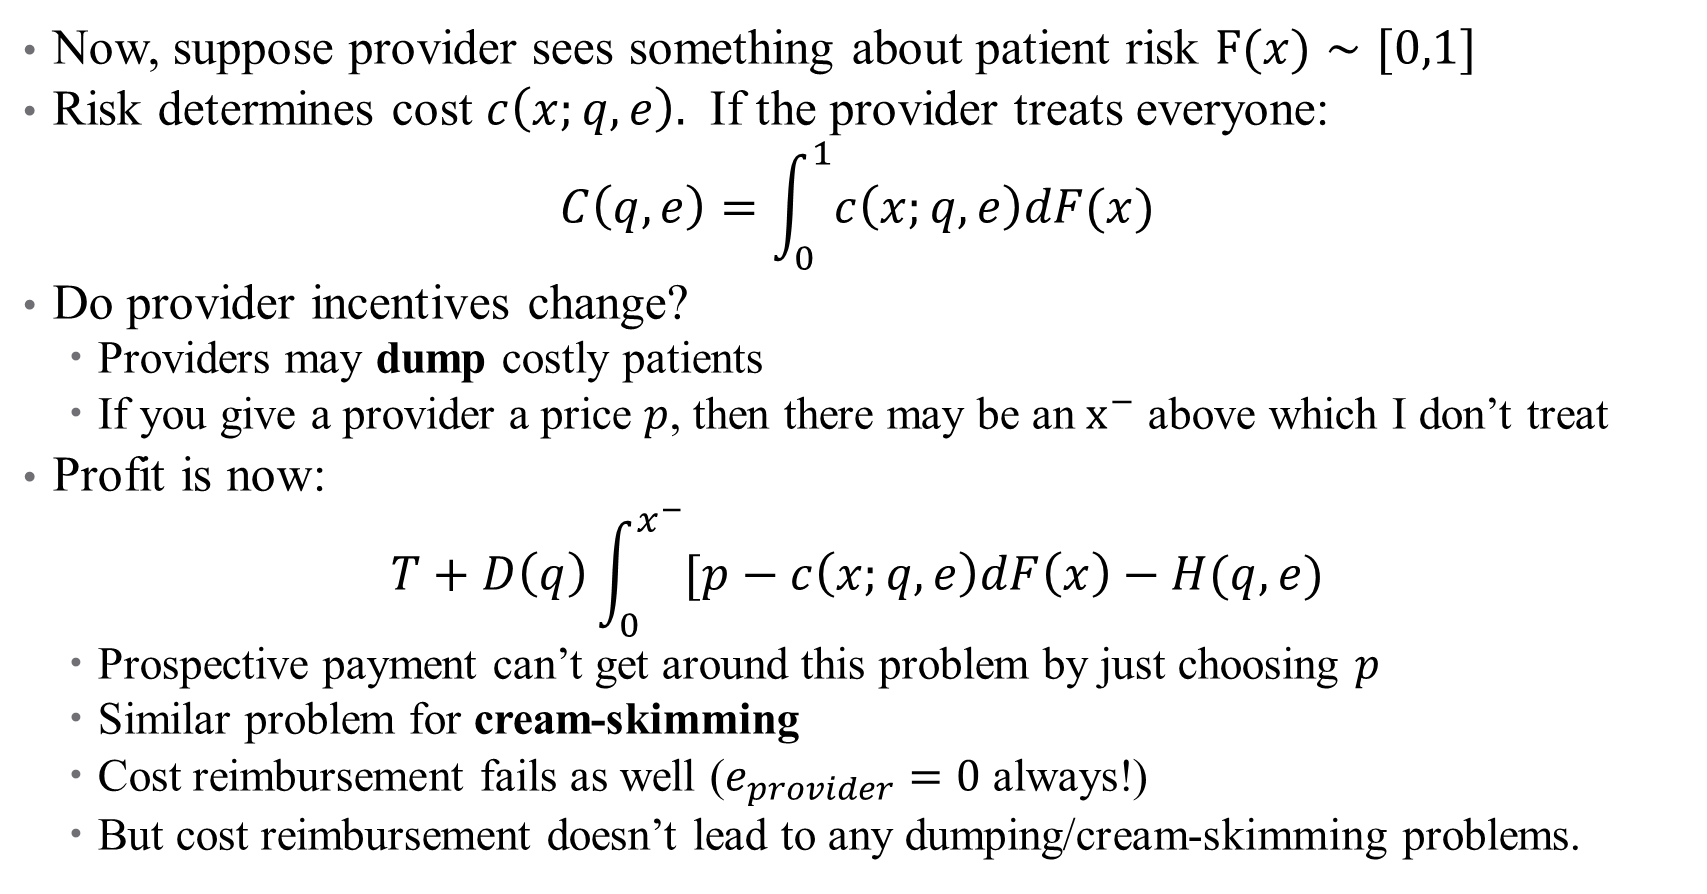 • Now, suppose provider sees something about patient risk F(x) ~ [0,1]
• Risk determines cost c(x; q, e). If the provider treats everyone:
C(q, e) = ∫₀¹ c(x; q, e)dF(x)
• Do provider incentives change?
• Providers may dump costly patients
• If you give a provider a price p, then there may be an x⁻ above which I don’t treat
• Profit is now:
T + D(q) ∫₀^{x⁻} [p − c(x; q, e)dF(x) − H(q, e)
• Prospective payment can’t get around this problem by just choosing p
• Similar problem for cream-skimming
• Cost reimbursement fails as well (e_{provider} = 0 always!)
• But cost reimbursement doesn’t lead to any dumping/cream-skimming problems.